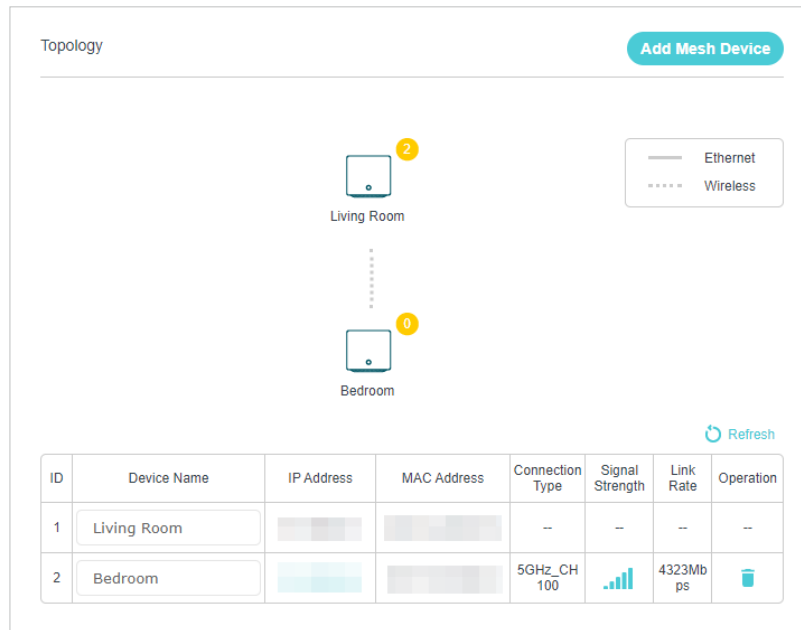 Topology
Add Mesh Device
2
Ethernet
Wireless
Living Room
0
Bedroom
Refresh
ID Device Name IP Address MAC Address Connection Type Signal Strength Link Rate Operation
1 Living Room -- -- -- --
2 Bedroom 5GHz_CH 100 4323Mb ps